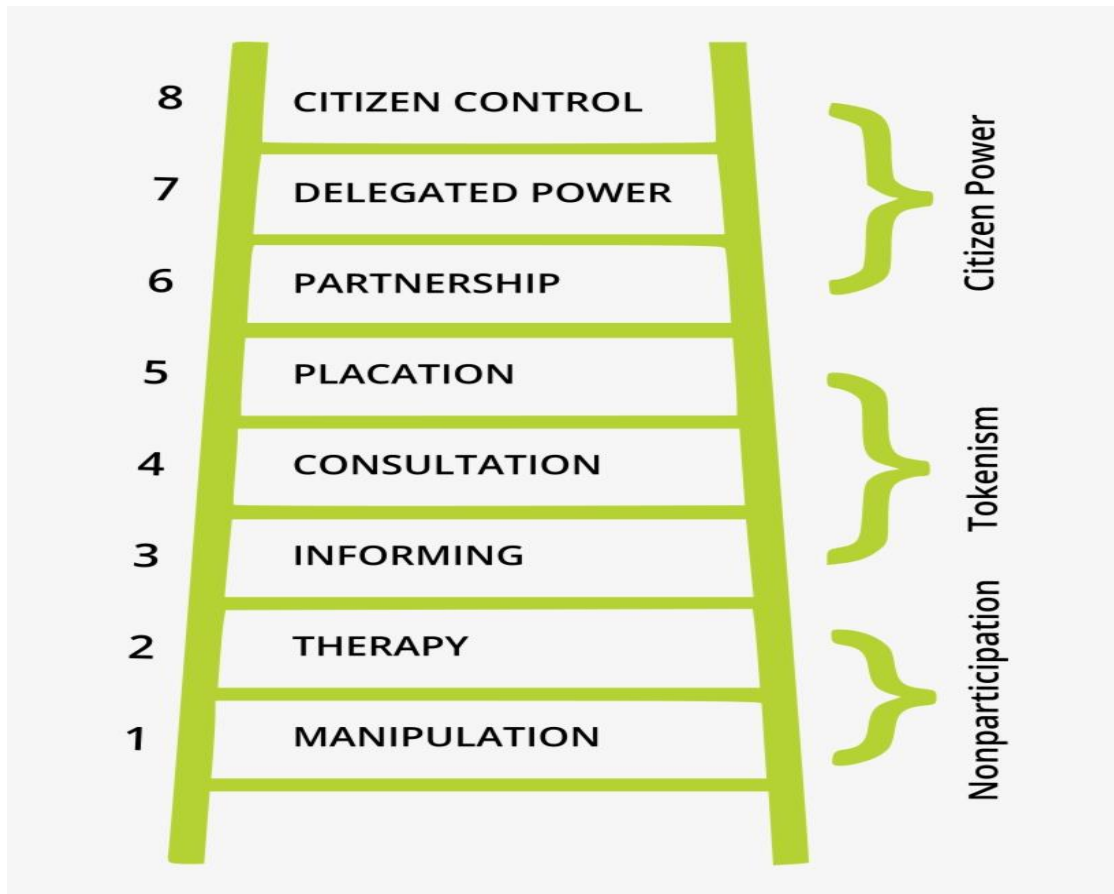 8 CITIZEN CONTROL
7 DELEGATED POWER
6 PARTNERSHIP
Citizen Power
5 PLACATION
4 CONSULTATION
3 INFORMING
Tokenism
2 THERAPY
1 MANIPULATION
Nonparticipation